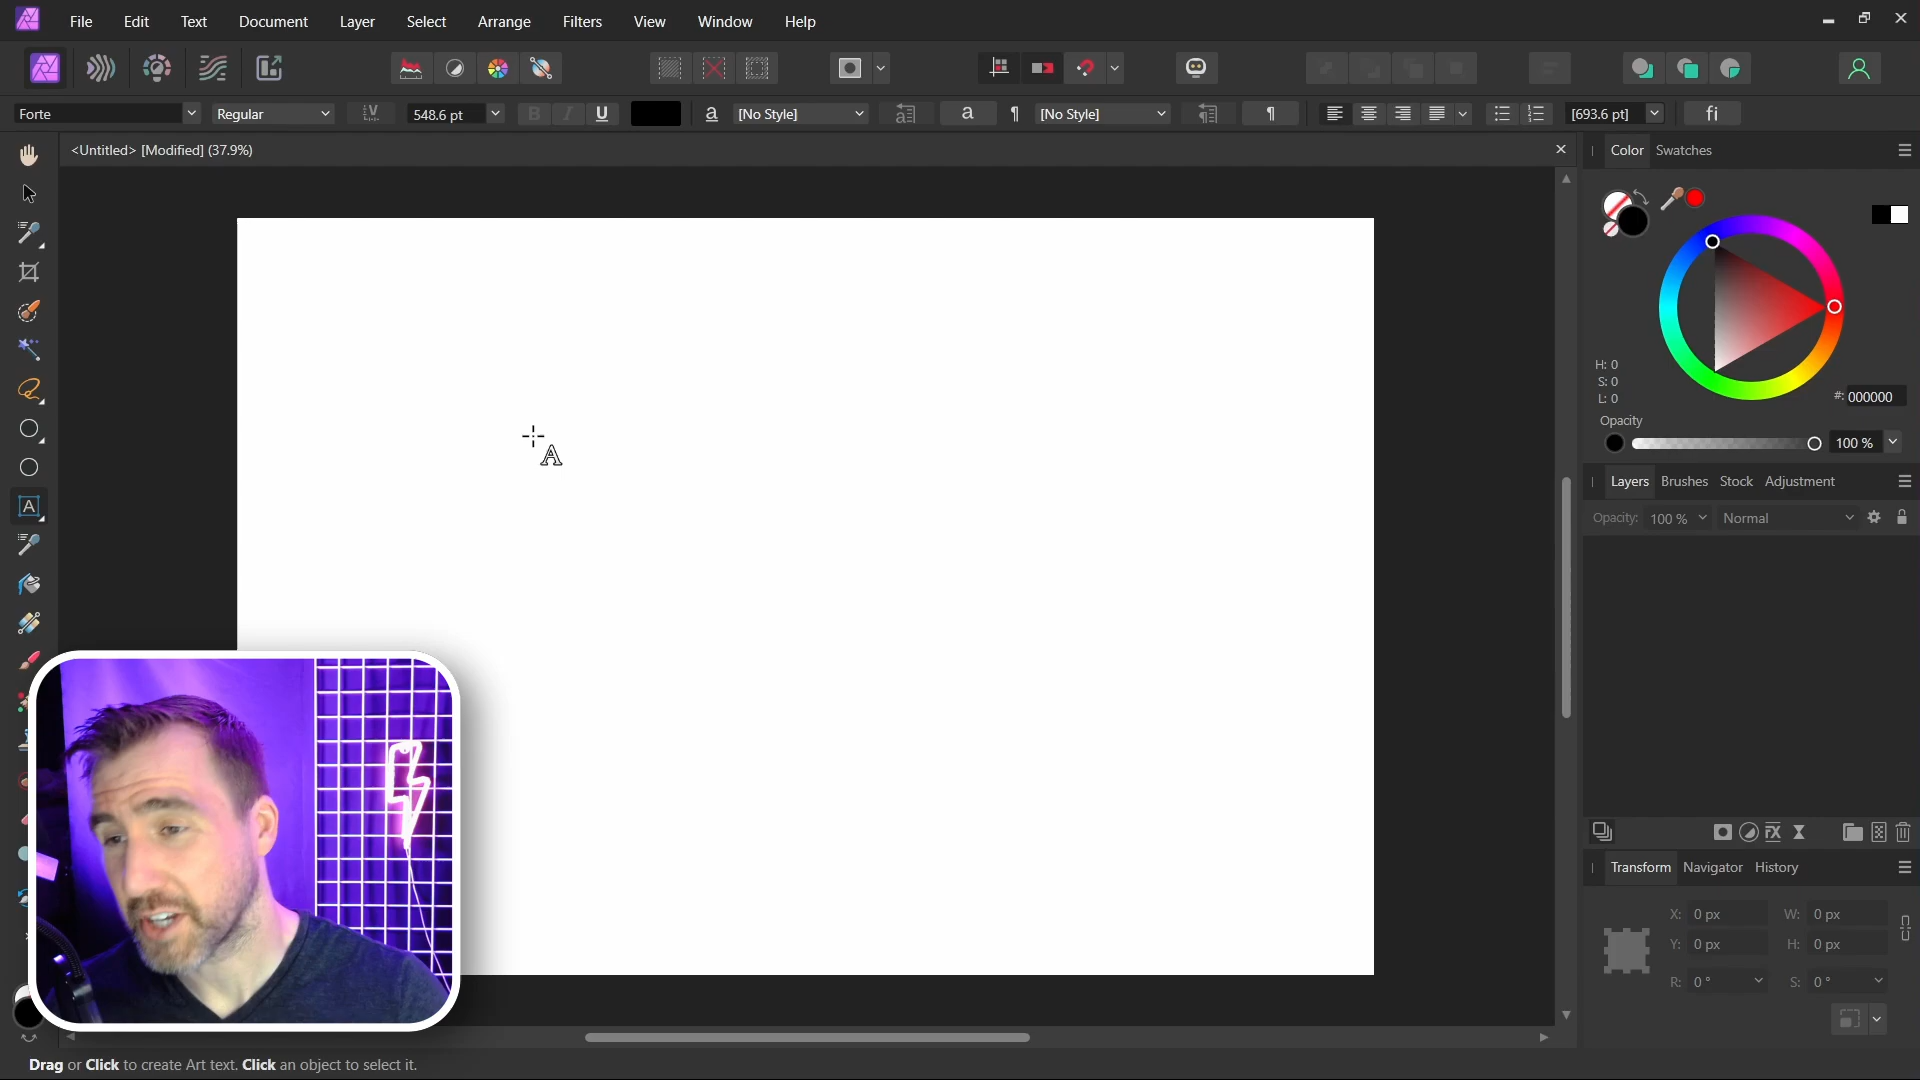 File Edit Text Document Layer Select Arrange Filters View Window Help
Forte Regular 548.6 pt B I U a [No Style] a ¶ [No Style] ¶ [693.6 pt] fi
<Untitled> [Modified] (37.9%)
Color Swatches
H: 0
S: 0
L: 0
#: 000000
Opacity
100 %
Layers Brushes Stock Adjustment
Opacity: 100 % Normal
Transform Navigator History
X: 0 px W: 0 px
Y: 0 px H: 0 px
R: 0 ° S: 0 °
Drag or Click to create Art text. Click an object to select it.